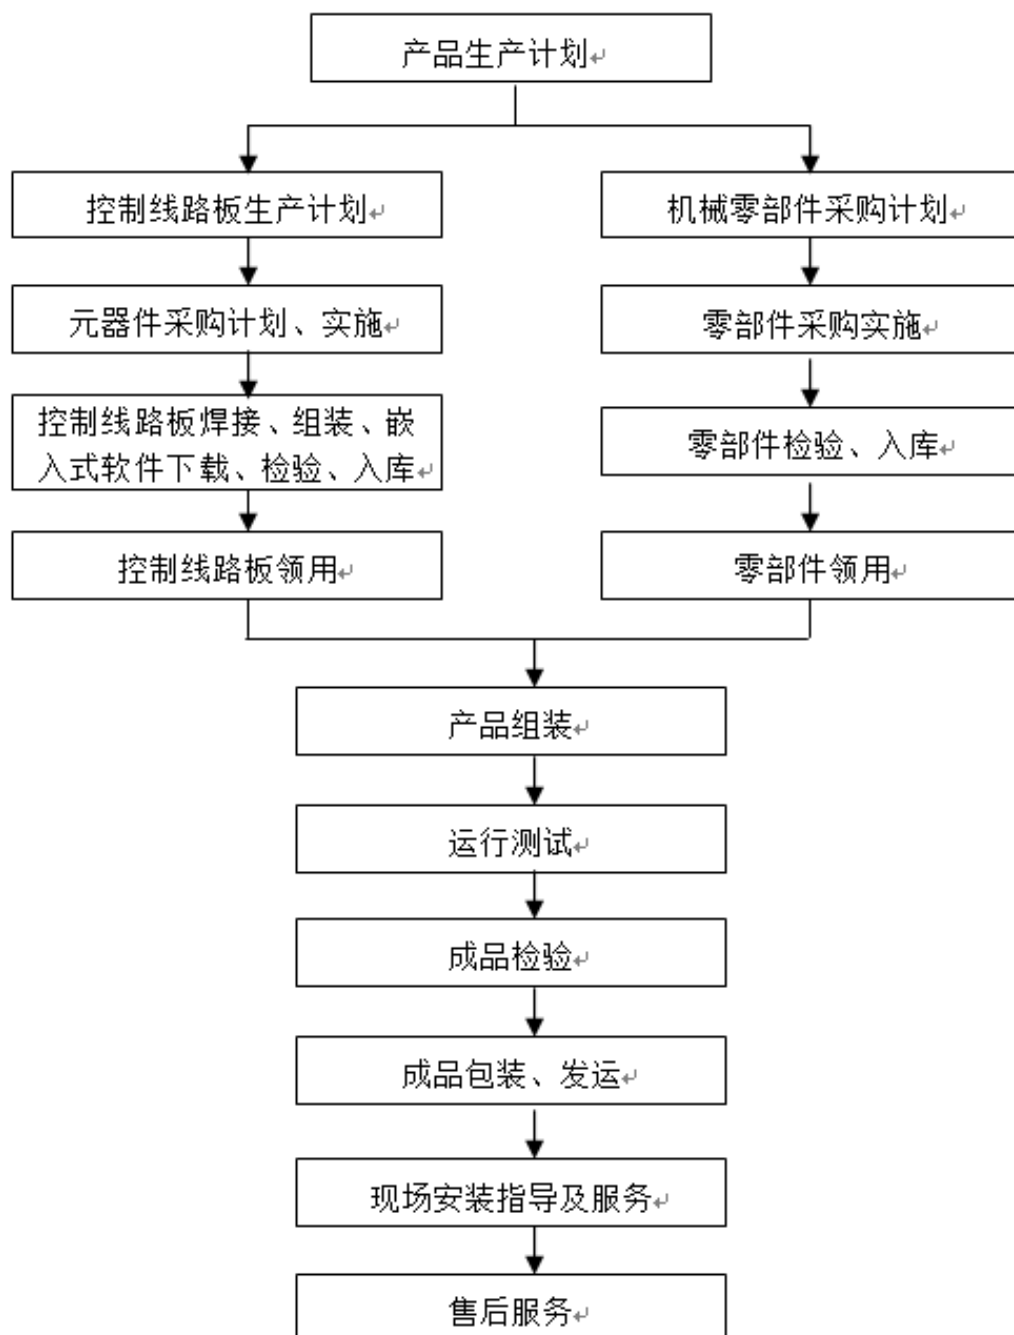 产品生产计划
控制线路板生产计划
机械零部件采购计划
元器件采购计划、实施
零部件采购实施
控制线路板焊接、组装、嵌
入式软件下载、检验、入库
零部件检验、入库
控制线路板领用
零部件领用
产品组装
运行测试
成品检验
成品包装、发运
现场安装指导及服务
售后服务